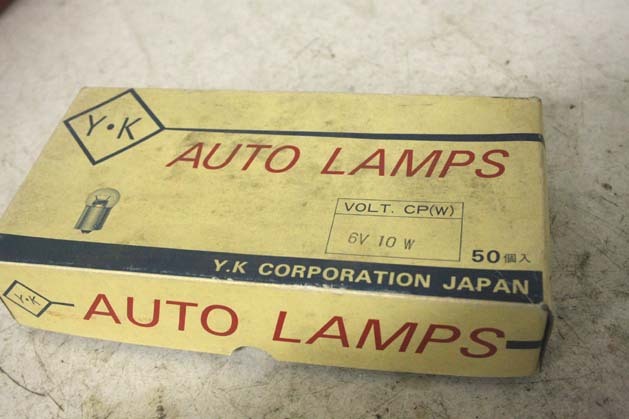 Y•K
AUTO LAMPS
VOLT. CP(W)
6V 10 W
50個入
Y.K CORPORATION JAPAN
Y•K
AUTO LAMPS